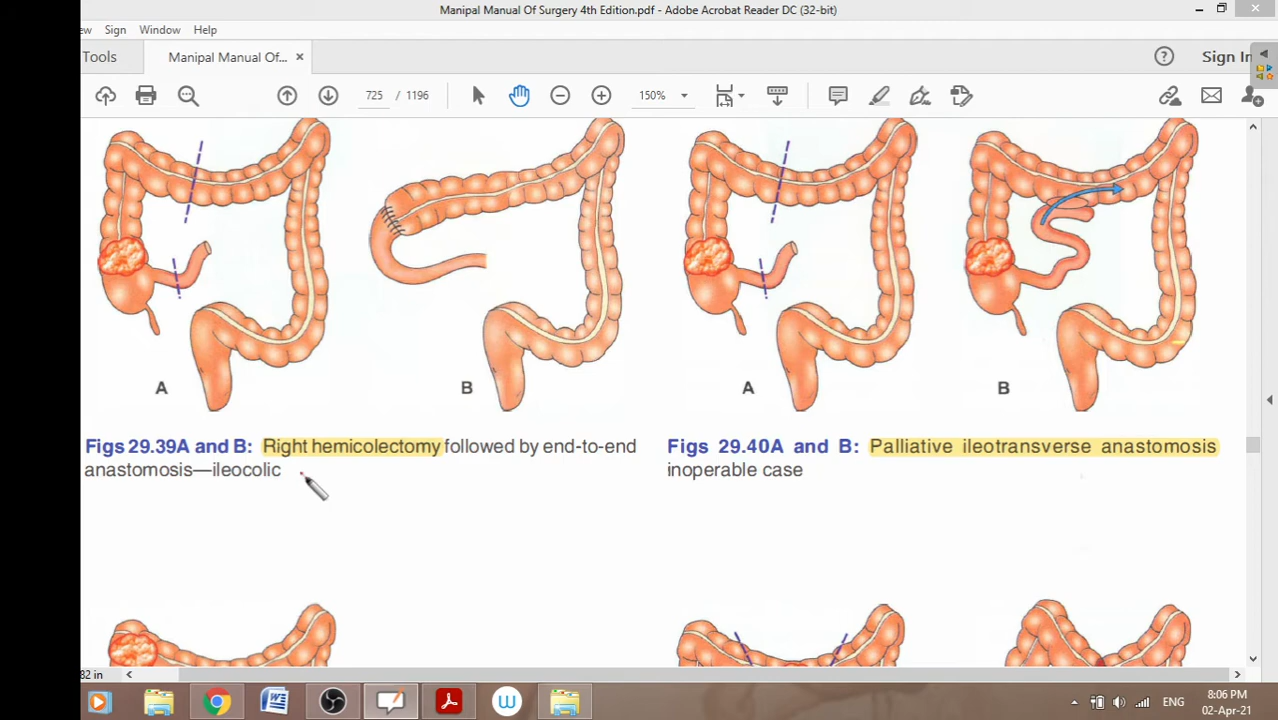 Manipal Manual Of Surgery 4th Edition.pdf - Adobe Acrobat Reader DC (32-bit)
ew Sign Window Help
Tools Manipal Manual Of... × Sign In
725 / 1196 150%
A B A B
Figs 29.39A and B: Right hemicolectomy followed by end-to-end
anastomosis—ileocolic
Figs 29.40A and B: Palliative ileotransverse anastomosis
inoperable case
82 in
W
ENG
8:06 PM
02-Apr-21